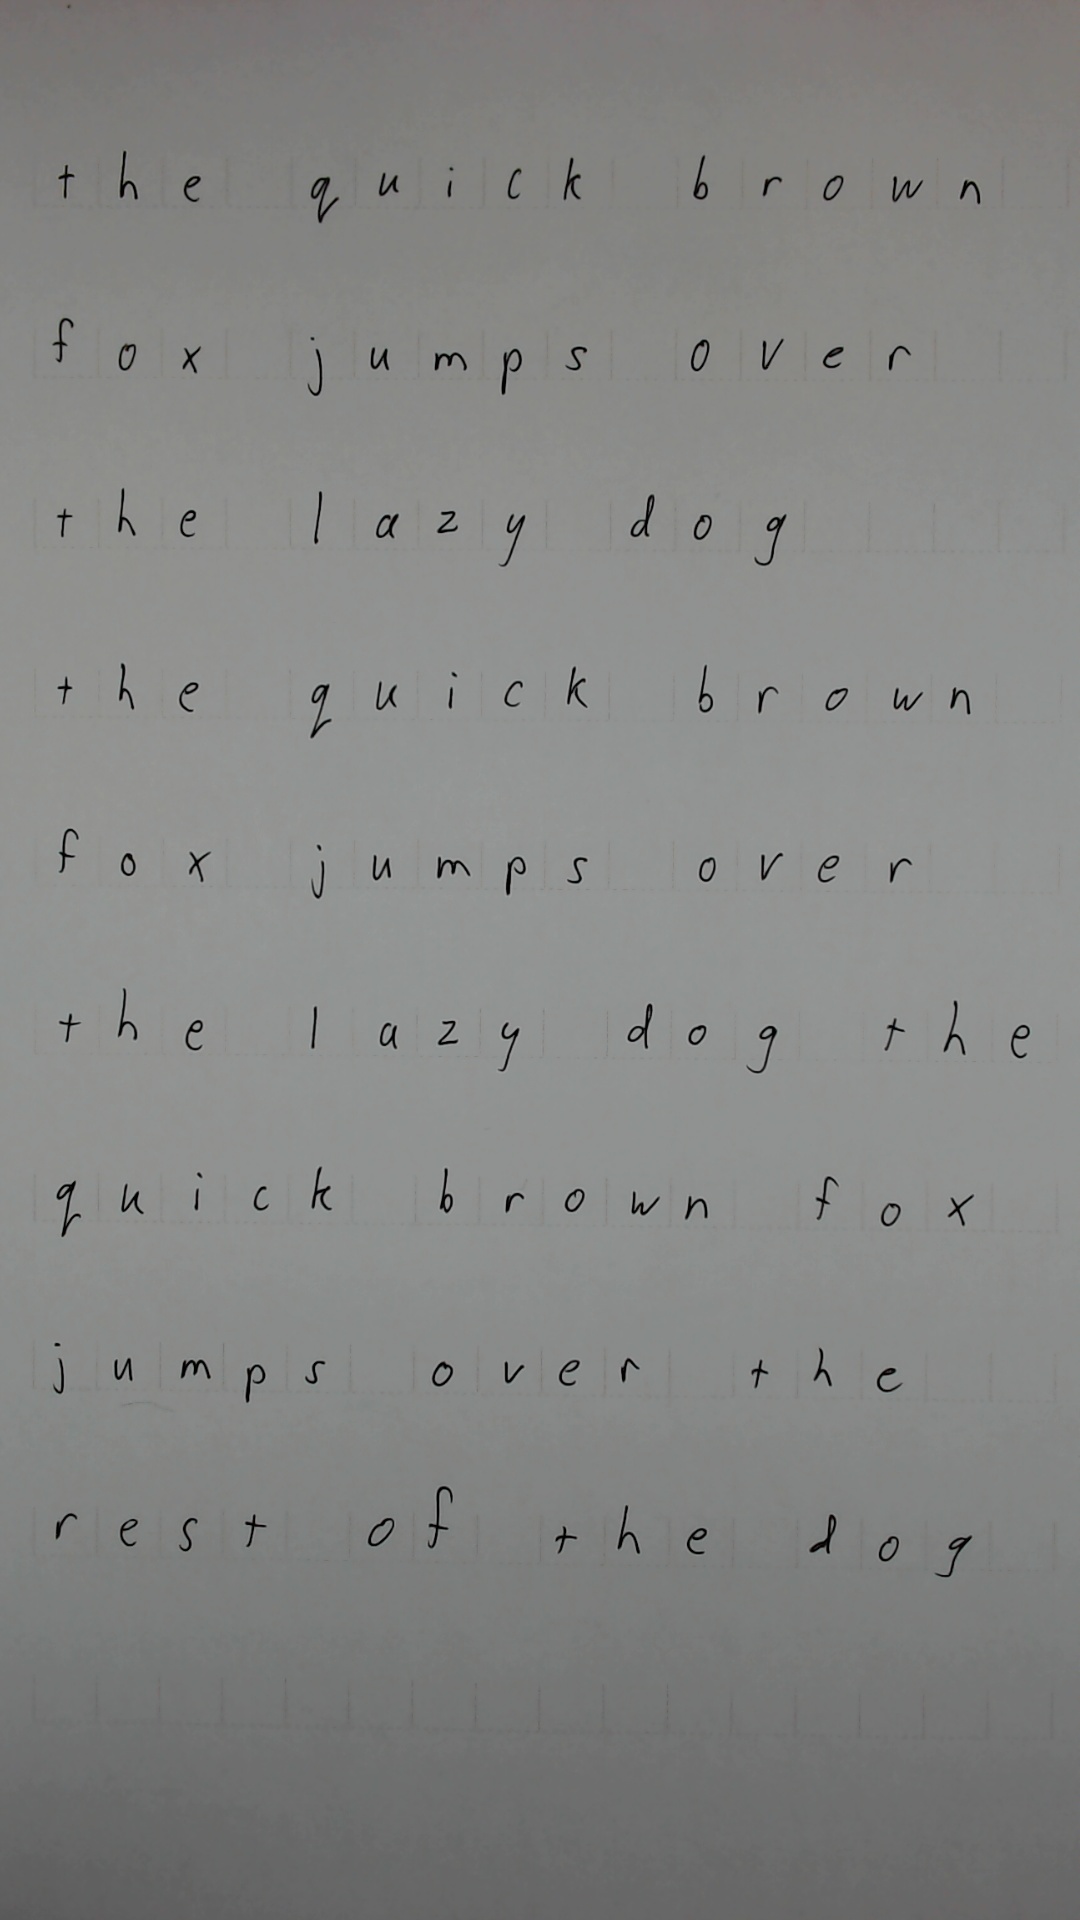 the quick brown
fox jumps over
the lazy dog
the quick brown
fox jumps over
the lazy dog the
quick brown fox
jumps over the
rest of the dog